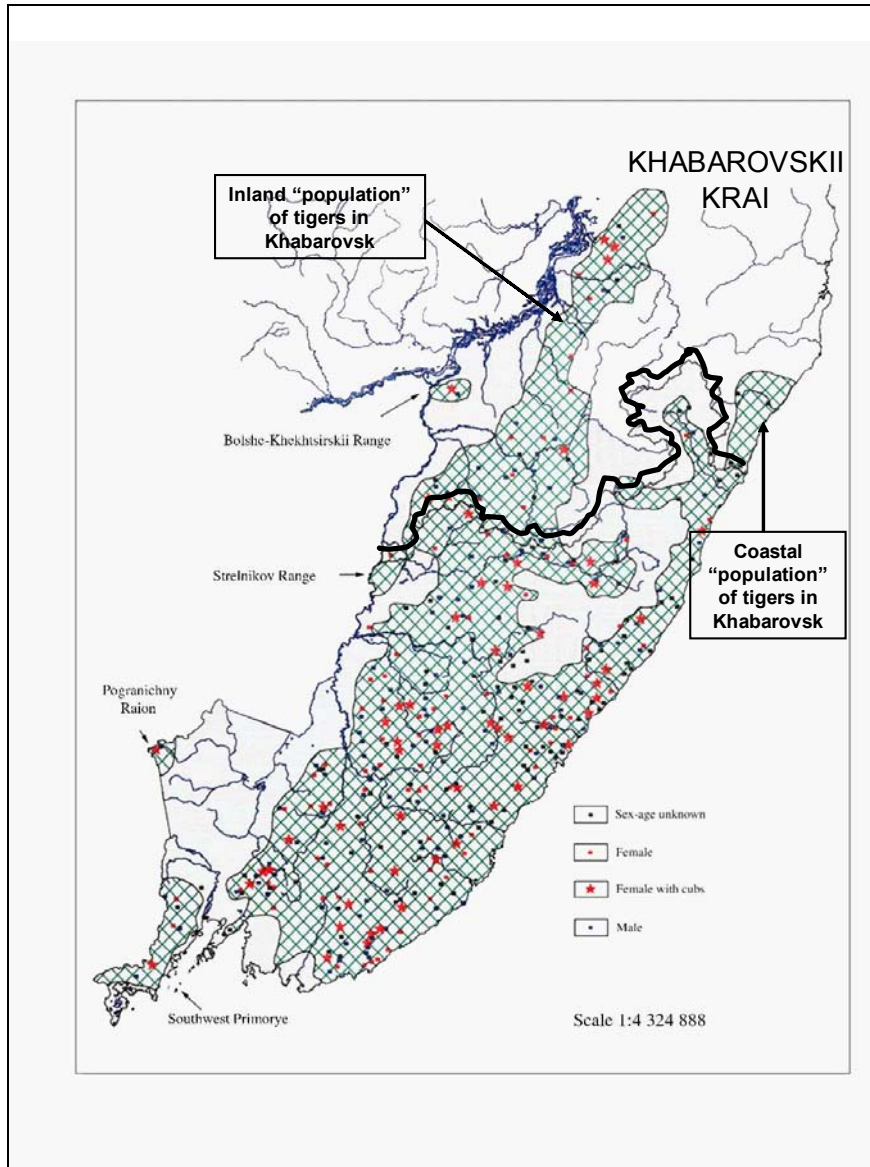 KHABAROVSKII
KRAI
Inland “population”
of tigers in
Khabarovsk
Bolshe-Khekhtsirskii Range
Strelnikov Range
Coastal
“population”
of tigers in
Khabarovsk
Pogranichny
Raion
Sex-age unknown
Female
Female with cubs
Male
Southwest Primorye
Scale 1:4 324 888